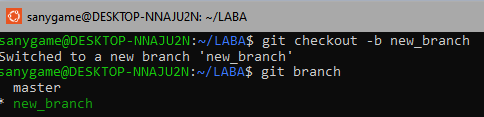 sanygame@DESKTOP-NNAJU2N: ~/LABA
sanygame@DESKTOP-NNAJU2N:~/LABA$ git checkout -b new_branch
Switched to a new branch 'new_branch'
sanygame@DESKTOP-NNAJU2N:~/LABA$ git branch
  master
* new_branch